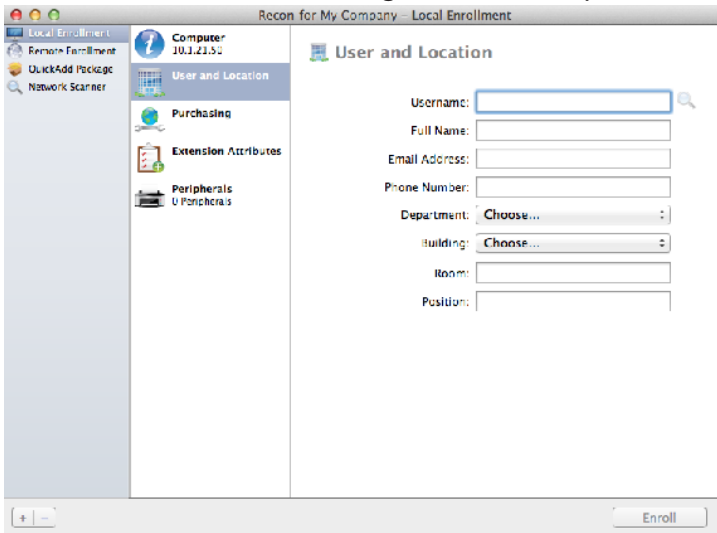 Recon for My Company – Local Enrollment
Local Enrollment
Remote Enrollment
QuickAdd Package
Network Scanner
Computer
10.1.21.50
User and Location
Purchasing
Extension Attributes
Peripherals
0 Peripherals
User and Location
Username:
Full Name:
Email Address:
Phone Number:
Department: Choose...
Building: Choose...
Room:
Position:
+ –
Enroll